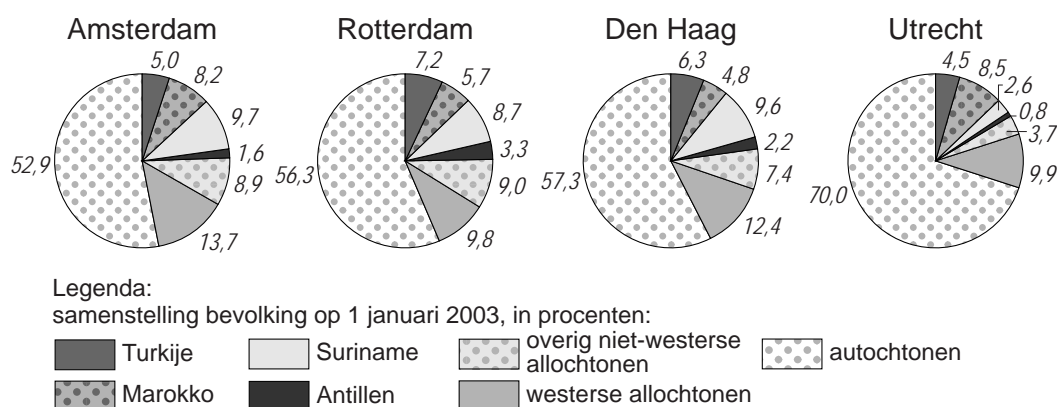 Amsterdam
5,0
8,2
9,7
1,6
8,9
13,7
52,9
Rotterdam
7,2
5,7
8,7
3,3
9,0
9,8
56,3
Den Haag
6,3
4,8
9,6
2,2
7,4
12,4
57,3
Utrecht
4,5
8,5
2,6
0,8
3,7
9,9
70,0
Legenda:
samenstelling bevolking op 1 januari 2003, in procenten:
Turkije
Marokko
Suriname
Antillen
overig niet-westerse
allochtonen
westerse allochtonen
autochtonen